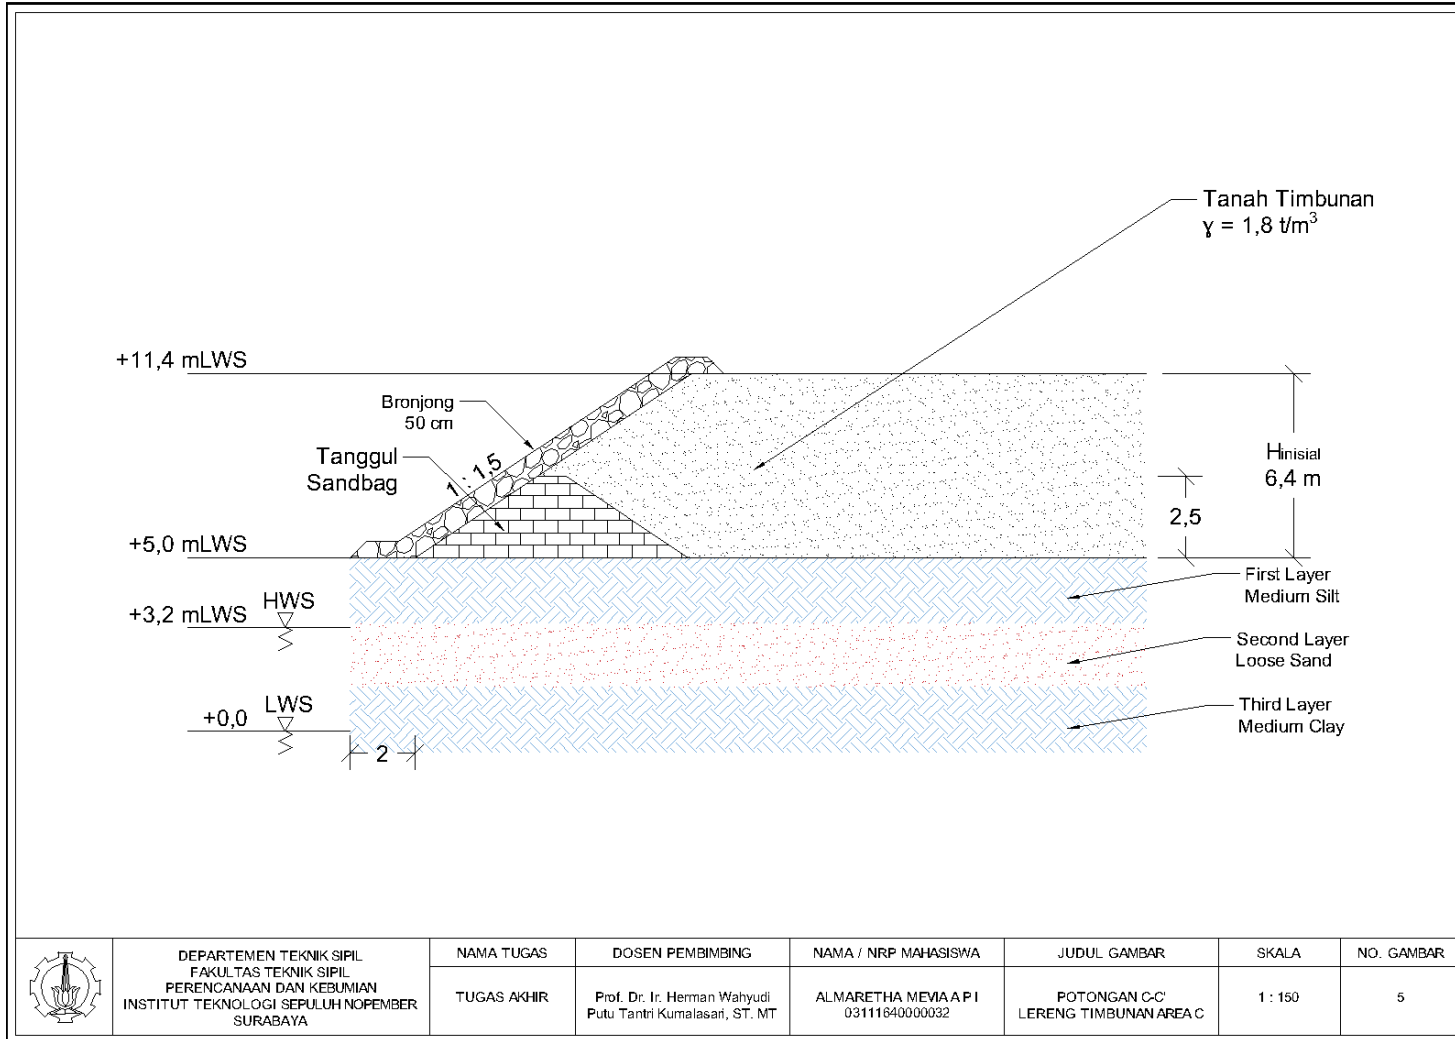 Tanah Timbunan
ɣ = 1,8 t/m³
+11,4 mLWS
Bronjong
50 cm
Tanggul
Sandbag
1 : 1,5
Hinisial
6,4 m
2,5
+5,0 mLWS
First Layer
Medium Silt
HWS
+3,2 mLWS
Second Layer
Loose Sand
LWS
+0,0
Third Layer
Medium Clay
2
DEPARTEMEN TEKNIK SIPIL
FAKULTAS TEKNIK SIPIL
PERENCANAAN DAN KEBUMIAN
INSTITUT TEKNOLOGI SEPULUH NOPEMBER
SURABAYA
NAMA TUGAS
TUGAS AKHIR
DOSEN PEMBIMBING
Prof. Dr. Ir. Herman Wahyudi
Putu Tantri Kumalasari, ST. MT
NAMA / NRP MAHASISWA
ALMARETHA MEVIA A P I
03111640000032
JUDUL GAMBAR
POTONGAN C-C'
LERENG TIMBUNAN AREA C
SKALA
1 : 150
NO. GAMBAR
5